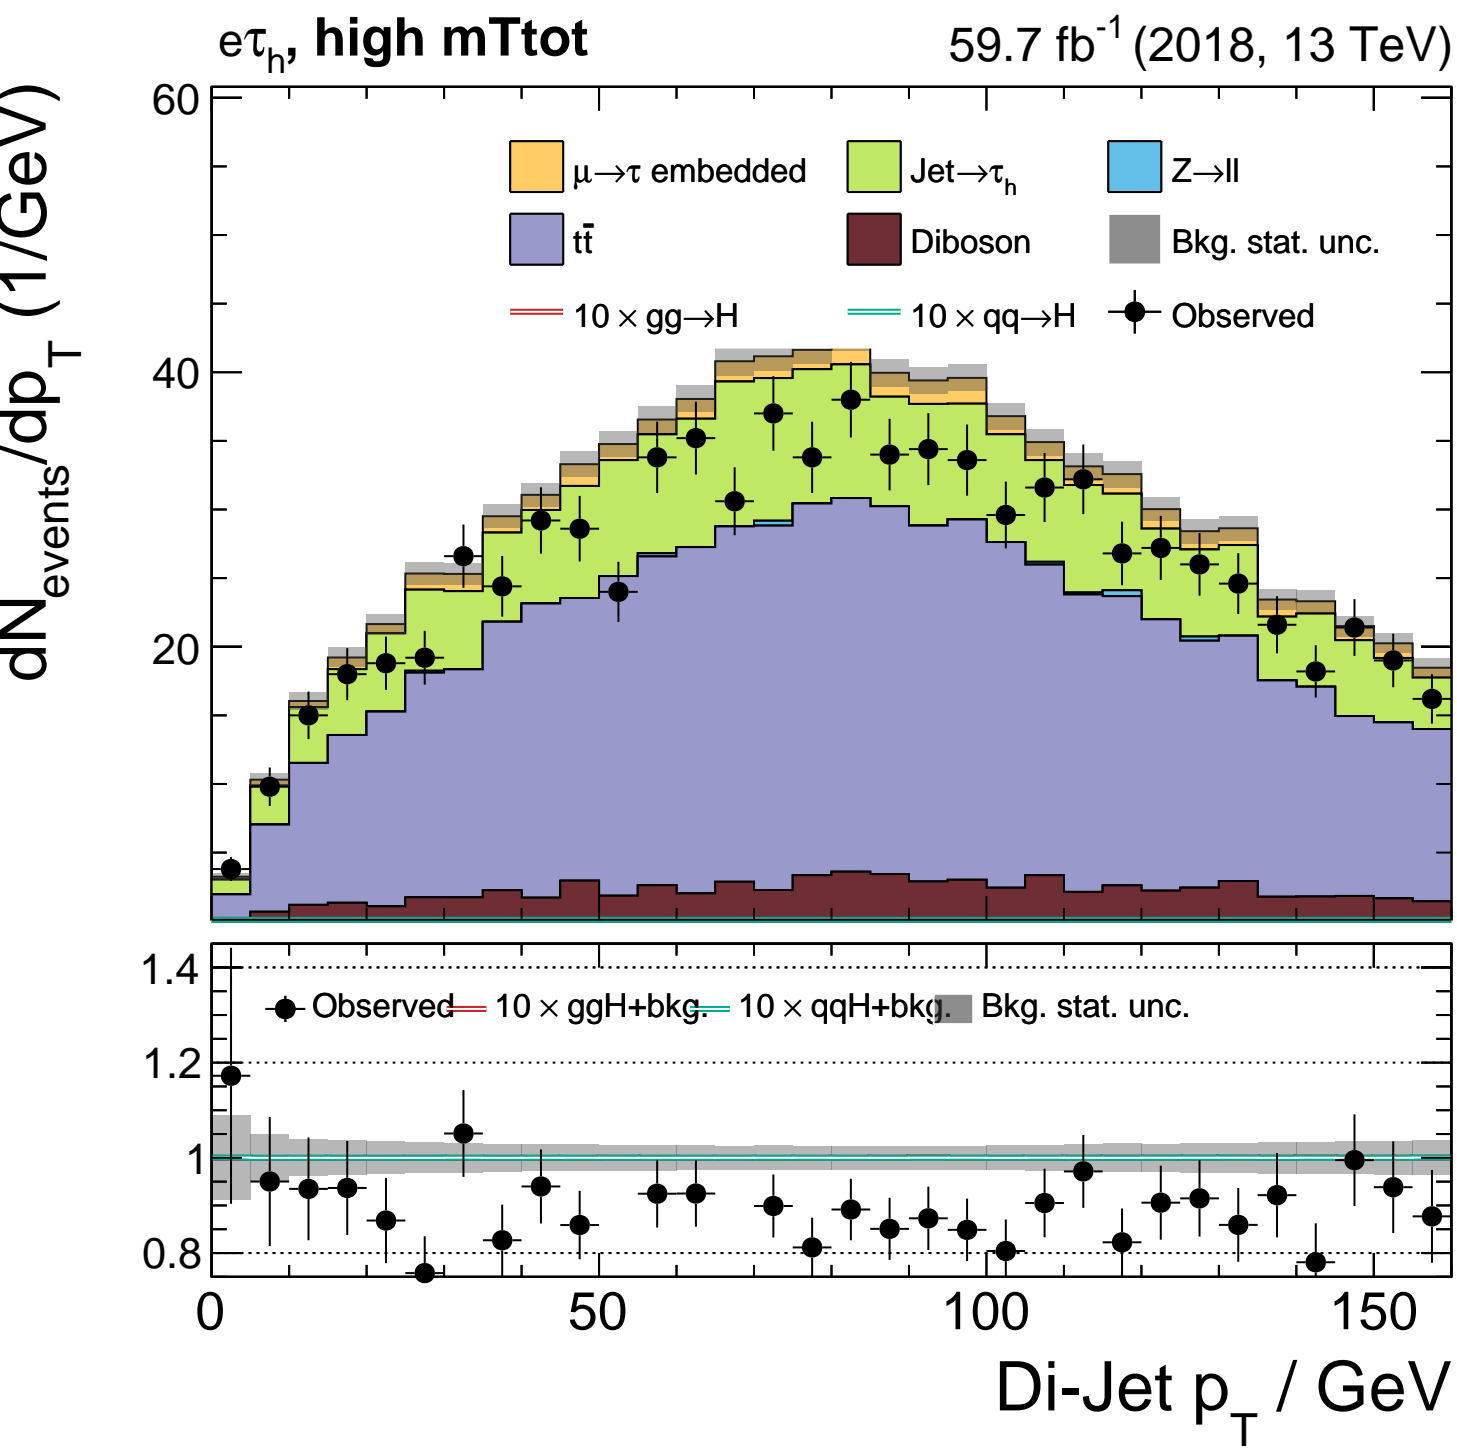 eτh, high mTtot 59.7 fb-1 (2018, 13 TeV)
dNevents/dpT (1/GeV)
60
40
20
μ→τ embedded Jet→τh Z→ll
tt̄ Diboson Bkg. stat. unc.
10 × gg→H 10 × qq→H Observed
1.4
1.2
1
0.8
Observed 10 × ggH+bkg. 10 × qqH+bkg. Bkg. stat. unc.
0 50 100 150
Di-Jet pT / GeV